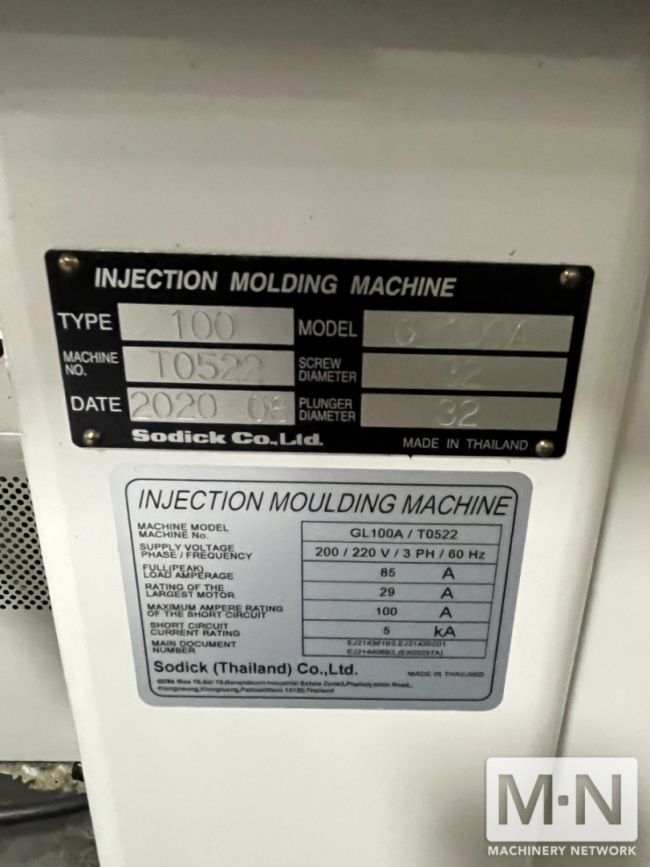 INJECTION MOLDING MACHINE
TYPE 100 MODEL GL100A
MACHINE NO. T0522 SCREW DIAMETER 32
DATE 2020-08 PLUNGER DIAMETER 32
Sodick Co.,Ltd. MADE IN THAILAND
INJECTION MOULDING MACHINE
MACHINE MODEL
MACHINE No. GL100A / T0522
SUPPLY VOLTAGE
PHASE / FREQUENCY 200 / 220 V / 3 PH / 60 Hz
FULL(PEAK)
LOAD AMPERAGE 85 A
RATING OF THE
LARGEST MOTOR 29 A
MAXIMUM AMPERE RATING
OF THE SHORT CIRCUIT 100 A
SHORT CIRCUIT
CURRENT RATING 5 kA
MAIN DOCUMENT
NUMBER
Sodick (Thailand) Co.,Ltd. MADE IN THAILAND
M·N
MACHINERY NETWORK